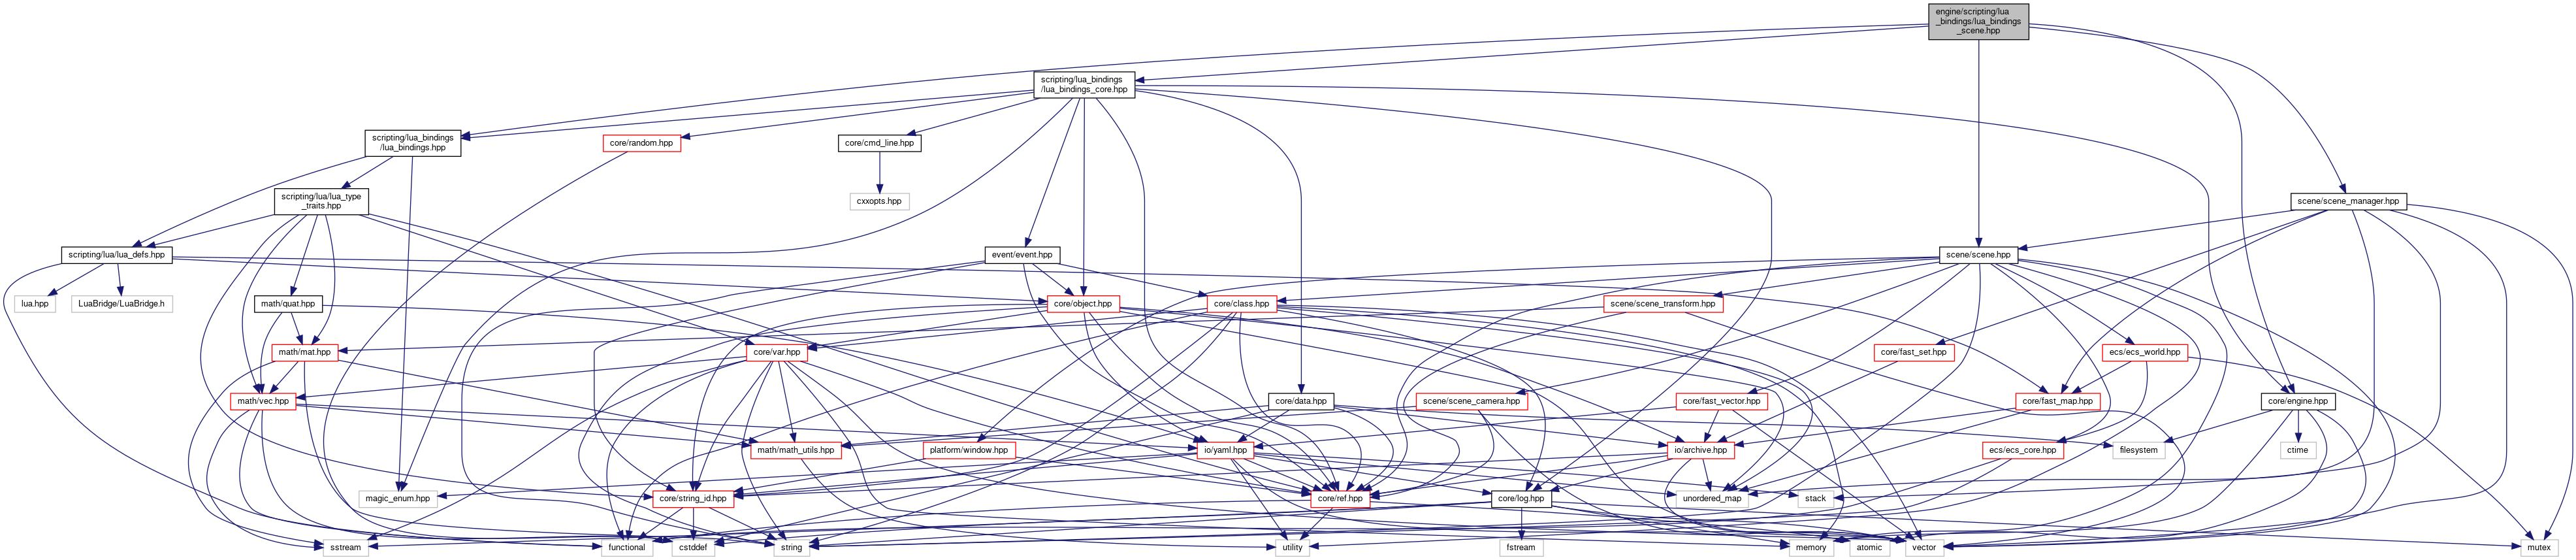 engine/scripting/lua
_bindings/lua_bindings
_scene.hpp
scripting/lua_bindings
/lua_bindings_core.hpp
scripting/lua_bindings
/lua_bindings.hpp
core/random.hpp
core/cmd_line.hpp
cxxopts.hpp
scripting/lua/lua_type
_traits.hpp
scene/scene_manager.hpp
scripting/lua/lua_defs.hpp
event/event.hpp
scene/scene.hpp
lua.hpp
LuaBridge/LuaBridge.h
math/quat.hpp
core/object.hpp
core/class.hpp
scene/scene_transform.hpp
math/mat.hpp
core/var.hpp
core/fast_set.hpp
ecs/ecs_world.hpp
math/vec.hpp
core/data.hpp
scene/scene_camera.hpp
core/fast_vector.hpp
core/fast_map.hpp
core/engine.hpp
math/math_utils.hpp
platform/window.hpp
io/yaml.hpp
io/archive.hpp
ecs/ecs_core.hpp
filesystem
ctime
magic_enum.hpp
core/string_id.hpp
core/ref.hpp
core/log.hpp
unordered_map
stack
sstream
functional
cstddef
string
utility
fstream
memory
atomic
vector
mutex